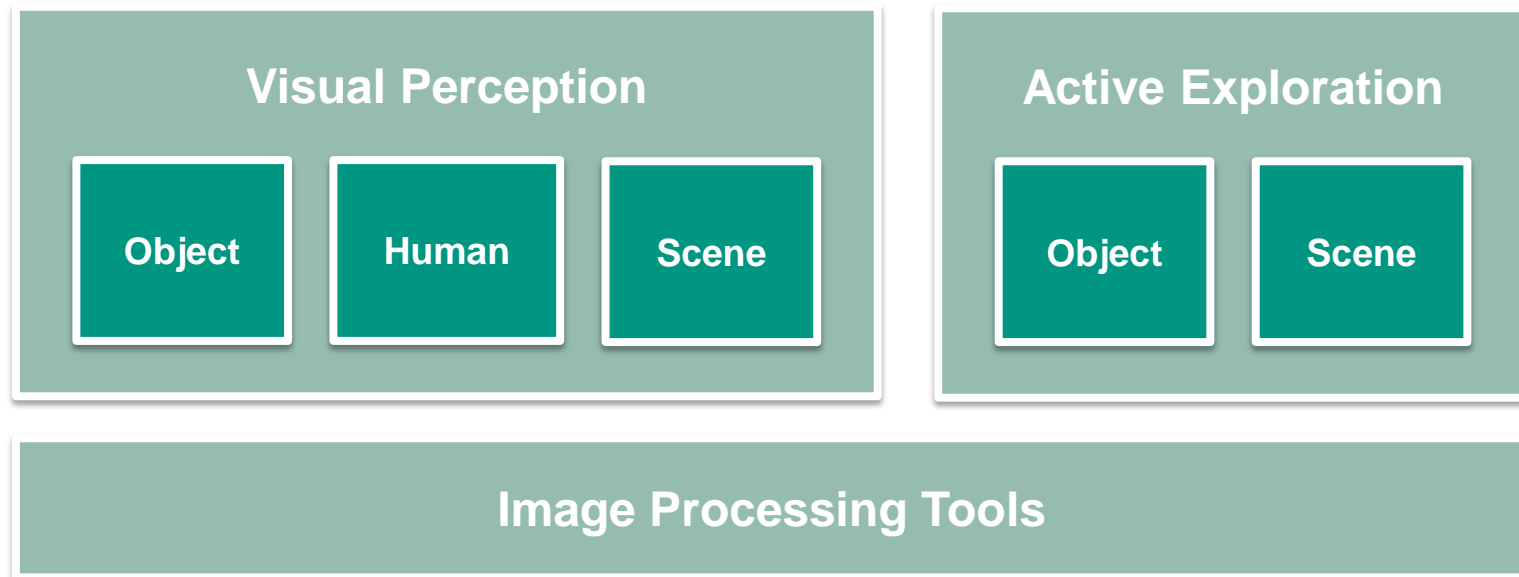 Visual Perception
Object
Human
Scene
Active Exploration
Object
Scene
Image Processing Tools